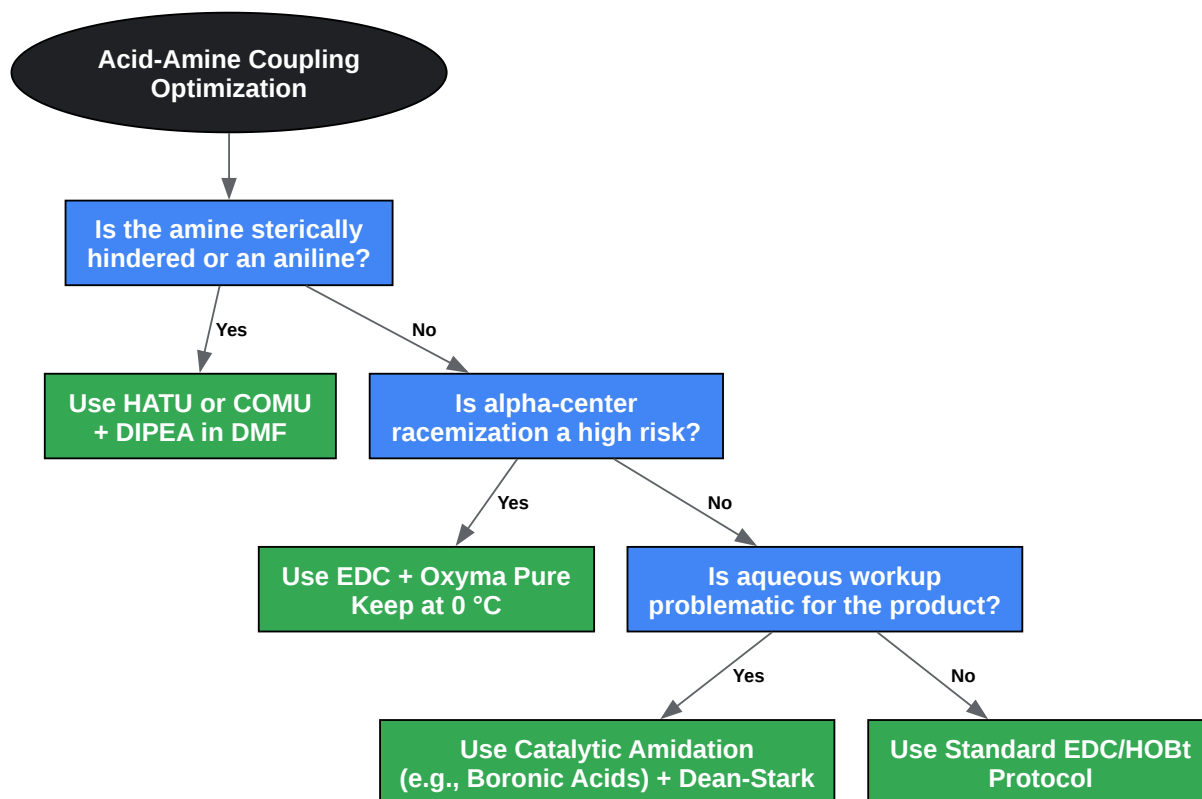 Acid-Amine Coupling
Optimization
Is the amine sterically
hindered or an aniline?
Yes
No
Use HATU or COMU
+ DIPEA in DMF
Is alpha-center
racemization a high risk?
Yes
No
Use EDC + Oxyma Pure
Keep at 0 °C
Is aqueous workup
problematic for the product?
Yes
No
Use Catalytic Amidation
(e.g., Boronic Acids) + Dean-Stark
Use Standard EDC/HOBt
Protocol